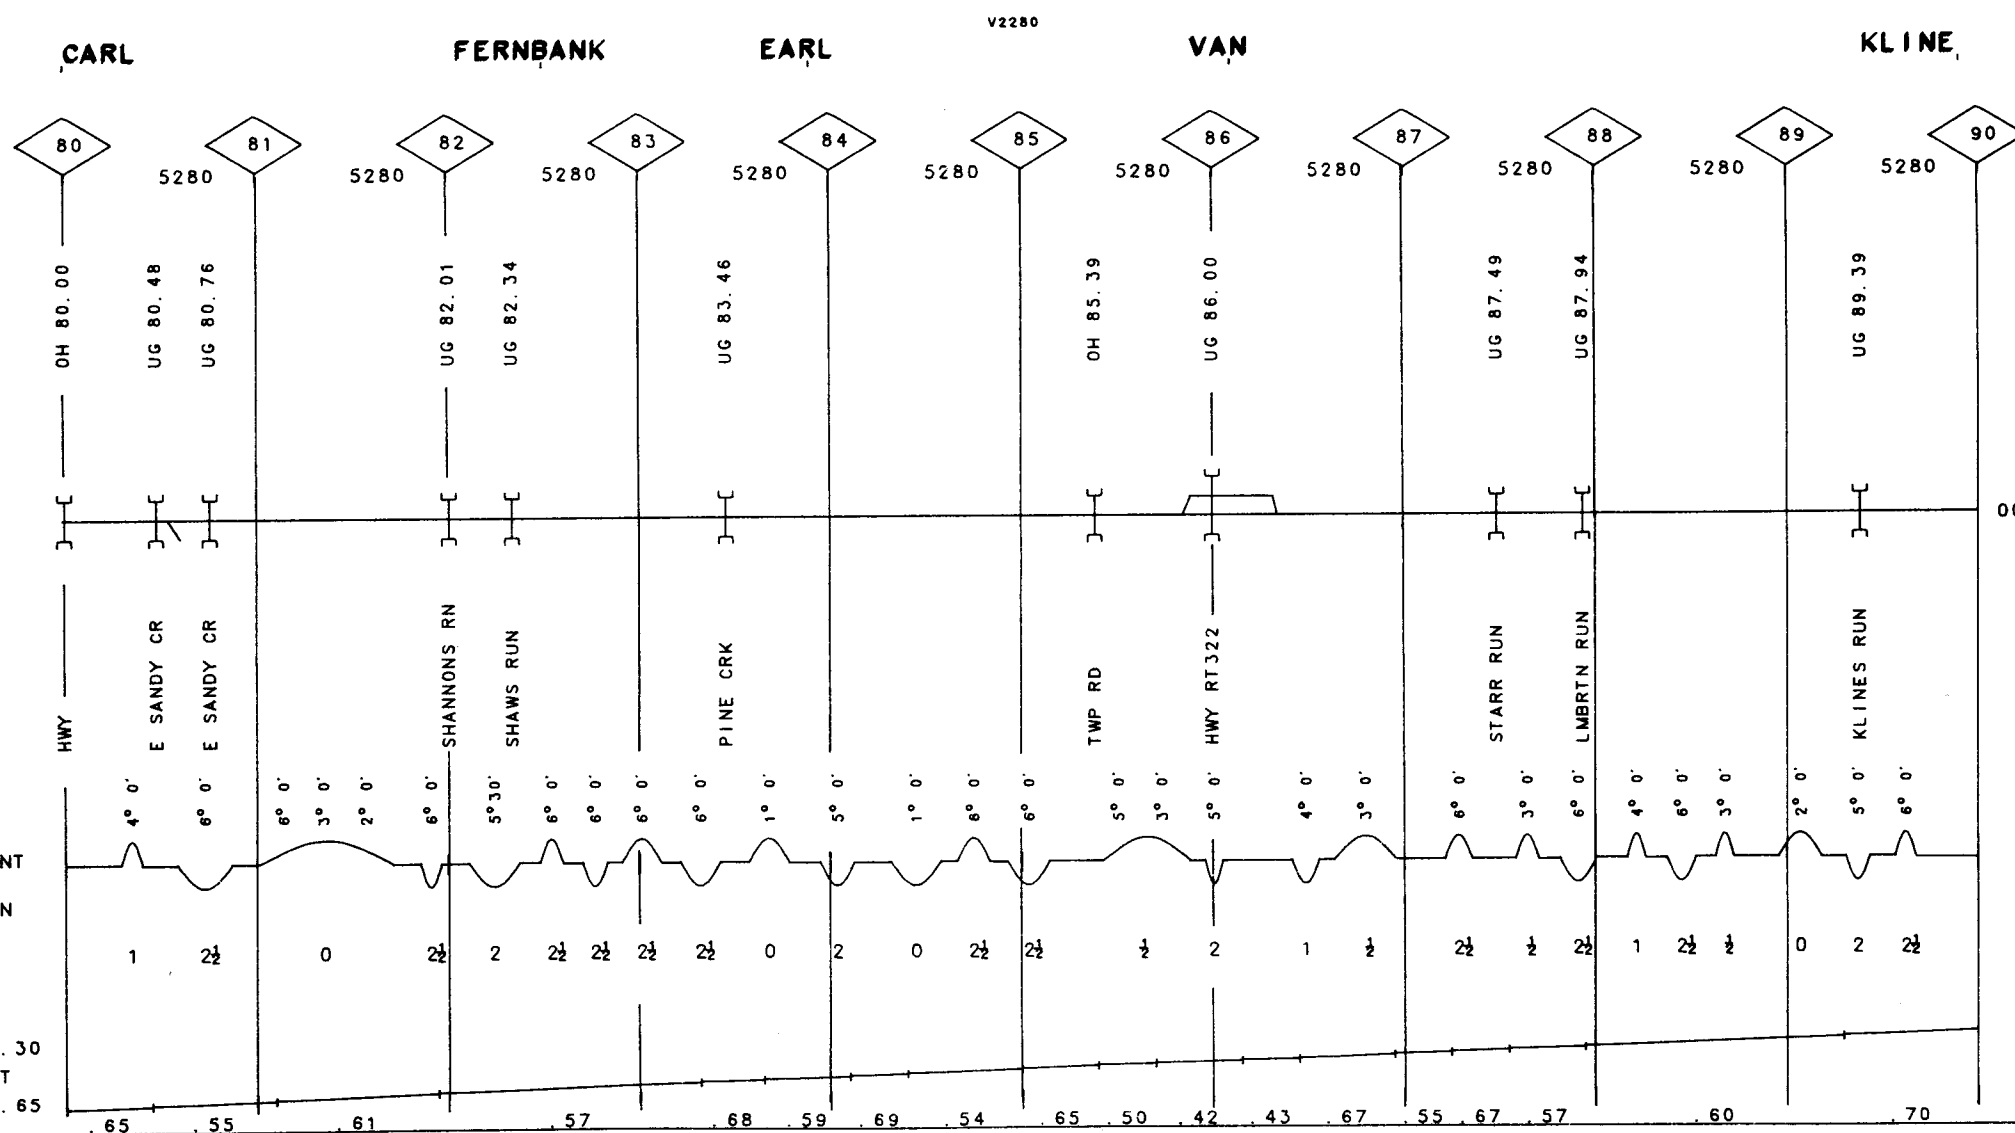 V2280
CARL FERNBANK EARL VAN KLINE
80 81 82 83 84 85 86 87 88 89 90
5280 5280 5280 5280 5280 5280 5280 5280 5280 5280
OH 80.00 UG 80.48 UG 80.76 UG 82.01 UG 82.34 UG 83.46 OH 85.39 UG 86.00 UG 87.49 UG 87.94 UG 89.39
HWY E SANDY CR E SANDY CR SHANNONS RN SHAWS RUN PINE CRK TWP RD HWY RT322 STARR RUN LMBRTN RUN KLINES RUN
4° 0' 6° 0' 6° 0' 3° 0' 2° 0' 6° 0' 5°30' 6° 0' 6° 0' 6° 0' 6° 0' 1° 0' 5° 0' 1° 0' 6° 0' 6° 0' 5° 0' 3° 0' 5° 0' 4° 0' 3° 0' 6° 0' 3° 0' 6° 0' 4° 0' 6° 0' 3° 0' 2° 0' 5° 0' 6° 0'
NT
N
1 2½ 0 2½ 2 2½ 2½ 2½ 2½ 0 2 0 2½ 2½ ½ 2 1 ½ 2½ ½ 2½ 1 2½ ½ 0 2 2½
.30
T
.65
.65 .55 .61 .57 .68 .59 .69 .54 .65 .50 .42 .43 .67 .55 .67 .57 .60 .70